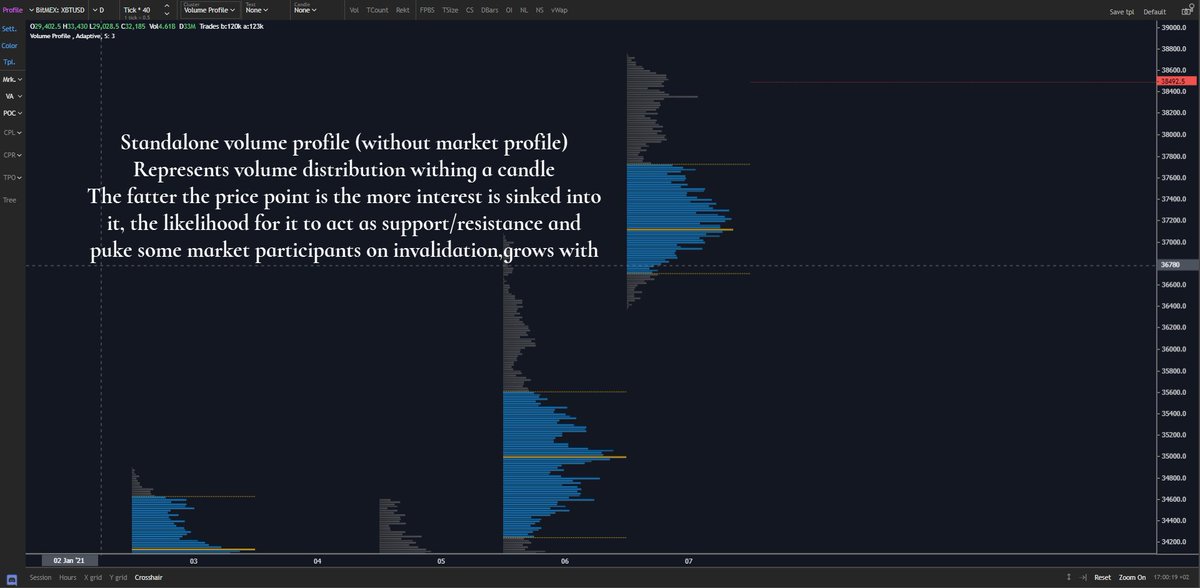 Profile BitMEX: XBTUSD D Tick * 40 1 tick = 0.5 Cluster Volume Profile Text None Candle None Vol TCount Rekt FPBS TSize CS DBars OI NL NS vWap Save tpl Default
Sett. O29,402.5 H33,430 L29,028.5 C32,185 Vol4.61B D33M Trades b:120k a:123k
Volume Profile , Adaptive, S: 3
Color
Tpl.
Mrk.
VA
POC
CPL
CPR
TPO
Tree
Standalone volume profile (without market profile)
Represents volume distribution withing a candle
The fatter the price point is the more interest is sinked into
it, the likelihood for it to act as support/resistance and
puke some market participants on invalidation,grows with
39000.0
38800.0
38600.0
38492.5
38400.0
38200.0
38000.0
37800.0
37600.0
37400.0
37200.0
37000.0
36780
36600.0
36400.0
36200.0
36000.0
35800.0
35600.0
35400.0
35200.0
35000.0
34800.0
34600.0
34400.0
34200.0
02 Jan '21 03 04 05 06 07
Session Hours X grid Y grid Crosshair Reset Zoom On 17:00:19 +02